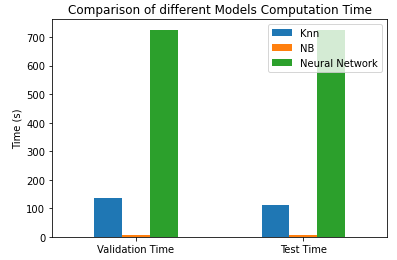 Comparison of different Models Computation Time
Knn
NB
Neural Network
700
600
500
400
300
200
100
0
Time (s)
Validation Time
Test Time